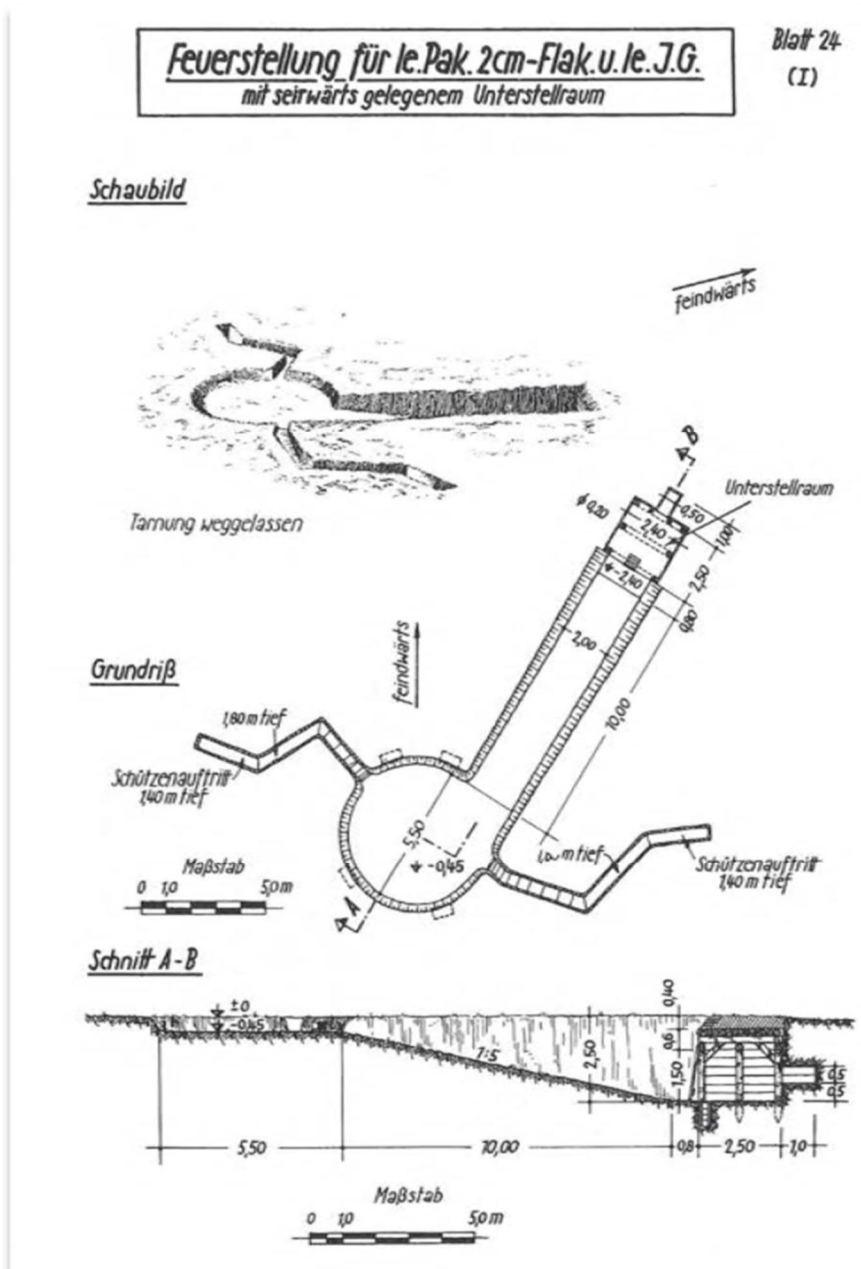 Blatt 24
(I)
Feuerstellung für le.Pak. 2cm-Flak. u. le. J.G.
mit seirwärts gelegenem Unterstellraum
Schaubild
feindwärts
Tarnung weggelassen
B
Unterstellraum
ϕ 0,20
0,50
2,40
1,00
-2,40
2,50
0,80
2,00
10,00
Grundriß
feindwärts
1,80 m tief
Schützenauftritt
1,40 m tief
5,50
-0,45
m tief
Schützenauftritt
1,40 m tief
A
Maßstab
0 1,0 5,0 m
Schnitt A-B
±0
-0,45
1:5
2,50
0,40
0,6
1,50
0,5
0,5
5,50 10,00 0,8 2,50 1,0
Maßstab
0 1,0 5,0 m